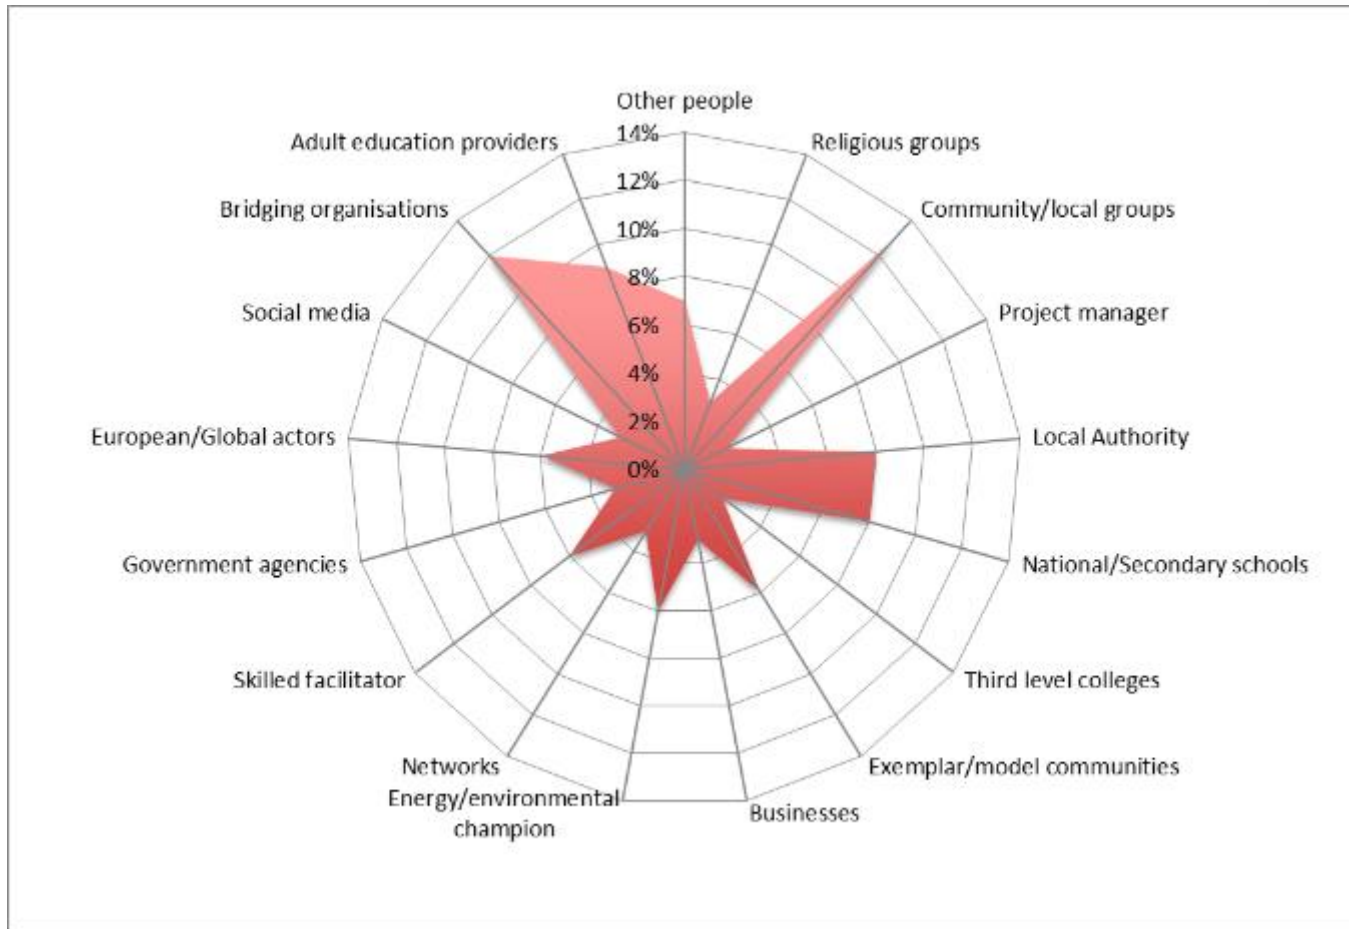 Other people
14%
Adult education providers
Religious groups
12%
Bridging organisations
Community/local groups
10%
8%
Social media
Project manager
6%
4%
2%
European/Global actors
Local Authority
0%
Government agencies
National/Secondary schools
Skilled facilitator
Third level colleges
Networks
Exemplar/model communities
Energy/environmental
champion
Businesses